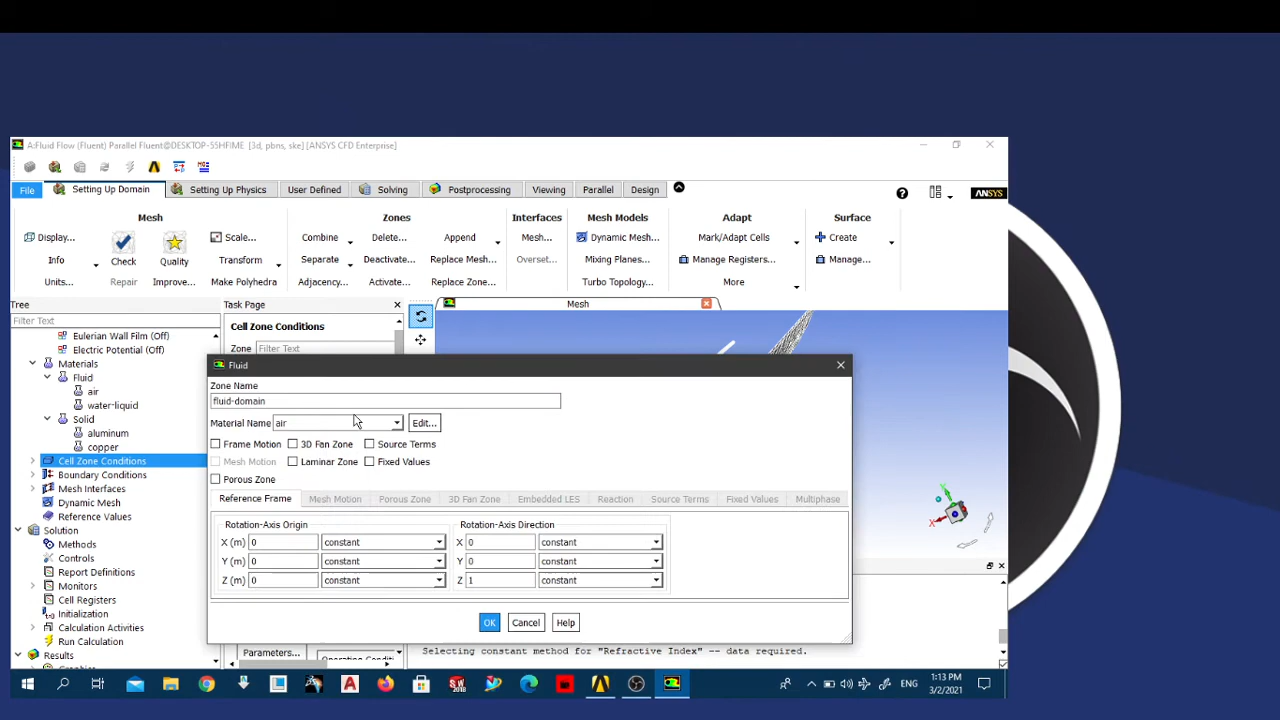 A:Fluid Flow (Fluent) Parallel Fluent@DESKTOP-55HFIME [3d, pbns, ske] [ANSYS CFD Enterprise]
File
Setting Up Domain
Setting Up Physics
User Defined
Solving
Postprocessing
Viewing
Parallel
Design
ANSYS
Mesh
Zones
Interfaces
Mesh Models
Adapt
Surface
Display...
Scale...
Combine
Delete...
Append
Mesh...
Dynamic Mesh...
Mark/Adapt Cells
Create
Info
Check
Quality
Transform
Separate
Deactivate...
Replace Mesh...
Overset...
Mixing Planes...
Manage Registers...
Manage...
Units...
Repair
Improve...
Make Polyhedra
Adjacency...
Activate...
Replace Zone...
Turbo Topology...
More
Tree
Task Page
Mesh
Filter Text
Cell Zone Conditions
Zone Filter Text
Eulerian Wall Film (Off)
Electric Potential (Off)
Materials
Fluid
air
water-liquid
Solid
aluminum
copper
Cell Zone Conditions
Boundary Conditions
Mesh Interfaces
Dynamic Mesh
Reference Values
Solution
Methods
Controls
Report Definitions
Monitors
Cell Registers
Initialization
Calculation Activities
Run Calculation
Results
Fluid
Zone Name
fluid-domain
Material Name air Edit...
Frame Motion 3D Fan Zone Source Terms
Mesh Motion Laminar Zone Fixed Values
Porous Zone
Reference Frame Mesh Motion Porous Zone 3D Fan Zone Embedded LES Reaction Source Terms Fixed Values Multiphase
Rotation-Axis Origin Rotation-Axis Direction
X (m) 0 constant X 0 constant
Y (m) 0 constant Y 0 constant
Z (m) 0 constant Z 1 constant
OK Cancel Help
Y
X
Parameters...
Selecting constant method for "Refractive Index" -- data required.
ENG
1:13 PM
3/2/2021